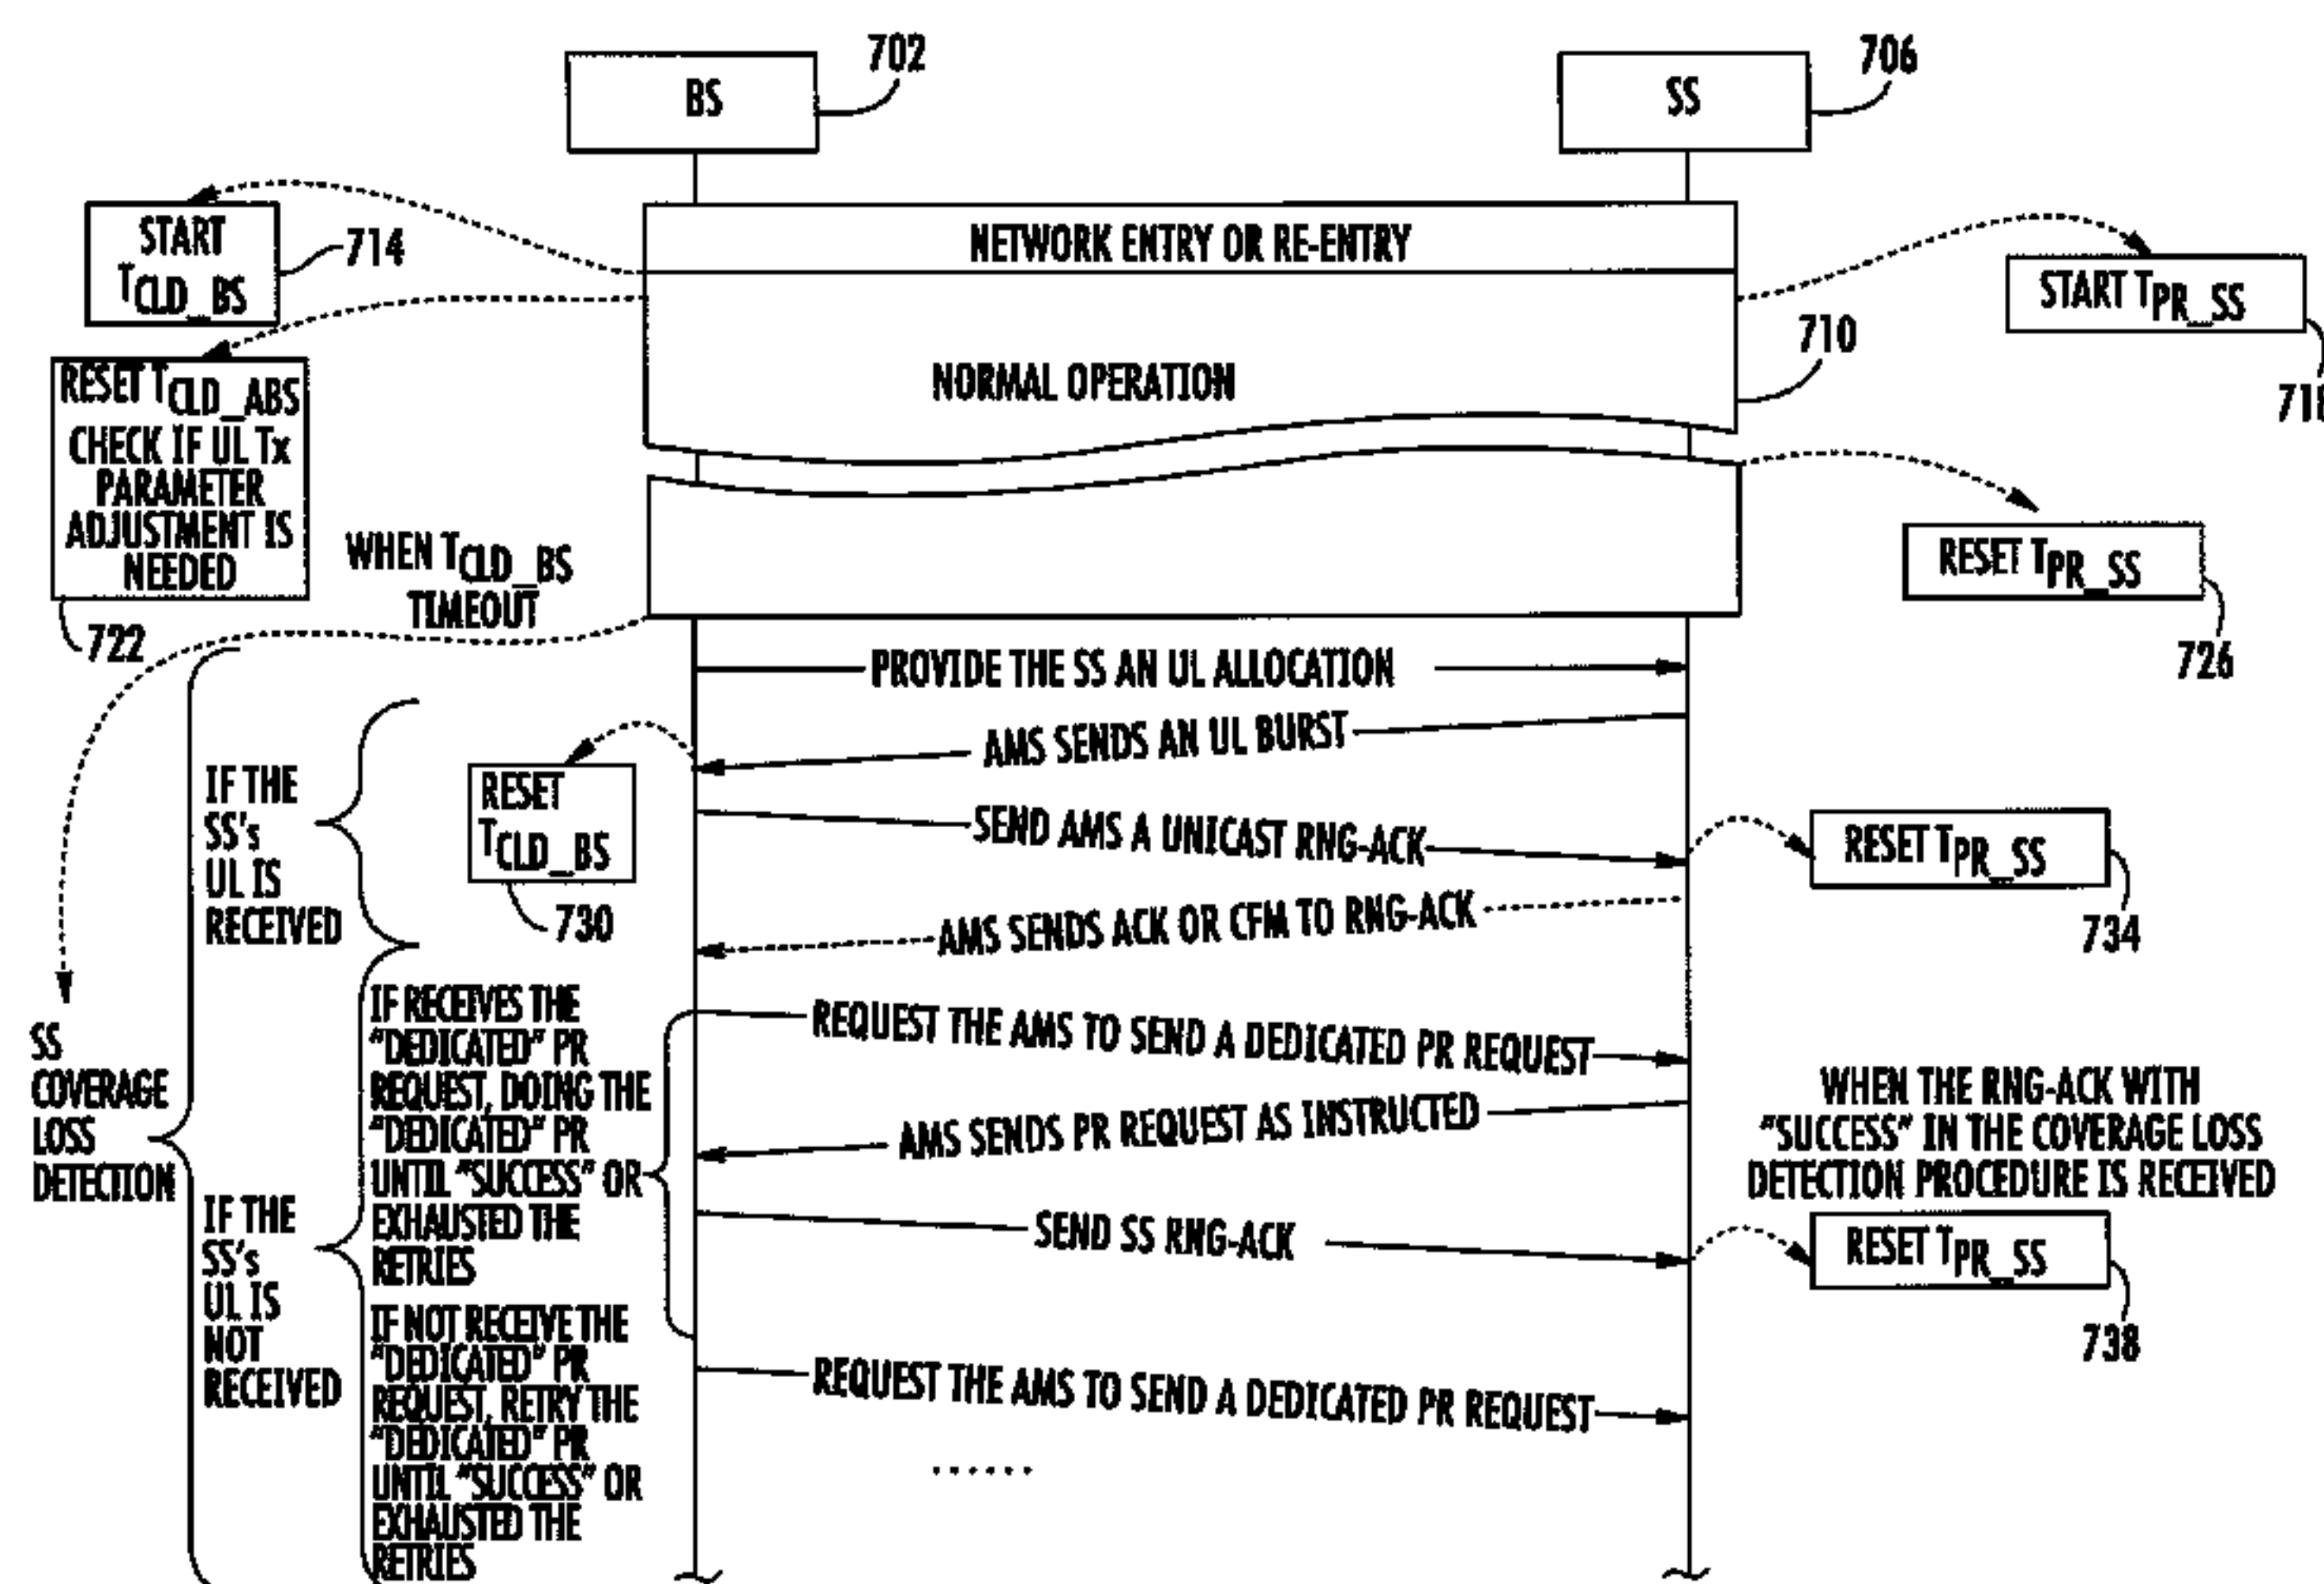 BS
702
SS
706
START
TCLD_BS
714
NETWORK ENTRY OR RE-ENTRY
START TPR_SS
NORMAL OPERATION
710
RESET TCLD_ABS
CHECK IF UL Tx
PARAMETER
ADJUSTMENT IS
NEEDED
722
WHEN TCLD_BS
TIMEOUT
RESET TPR_SS
726
PROVIDE THE SS AN UL ALLOCATION
AMS SENDS AN UL BURST
IF THE
SS's
UL IS
RECEIVED
RESET
TCLD_BS
730
SEND AMS A UNICAST RNG-ACK
RESET TPR_SS
734
AMS SENDS ACK OR CFM TO RNG-ACK
SS
COVERAGE
LOSS
DETECTION
IF THE
SS's
UL IS
NOT
RECEIVED
IF RECEIVES THE
"DEDICATED" PR
REQUEST, DOING THE
"DEDICATED" PR
UNTIL "SUCCESS" OR
EXHAUSTED THE
RETRIES
REQUEST THE AMS TO SEND A DEDICATED PR REQUEST
AMS SENDS PR REQUEST AS INSTRUCTED
SEND SS RNG-ACK
WHEN THE RNG-ACK WITH
"SUCCESS" IN THE COVERAGE LOSS
DETECTION PROCEDURE IS RECEIVED
RESET TPR_SS
738
IF NOT RECEIVE THE
"DEDICATED" PR
REQUEST, RETRY THE
"DEDICATED" PR
UNTIL "SUCCESS" OR
EXHAUSTED THE
RETRIES
REQUEST THE AMS TO SEND A DEDICATED PR REQUEST
......